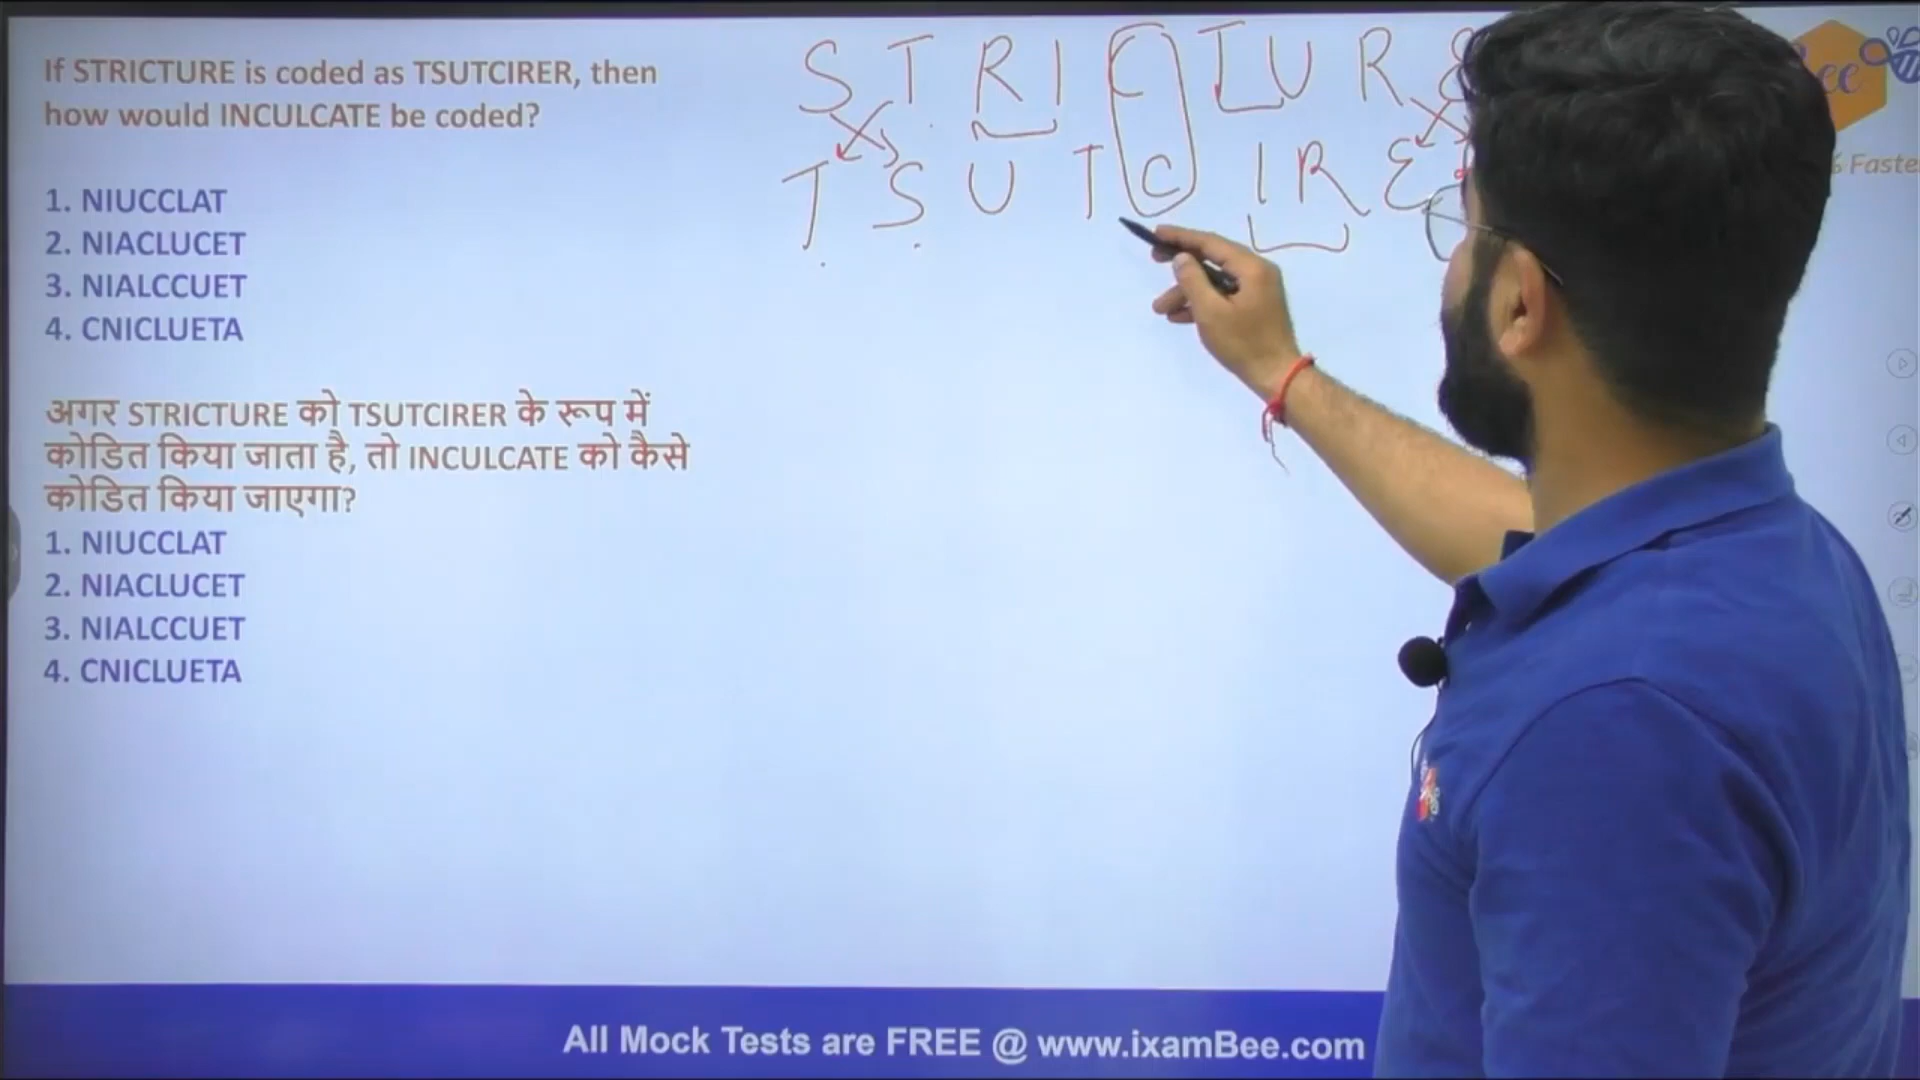 If STRICTURE is coded as TSUTCIRER, then
how would INCULCATE be coded?
1. NIUCCLAT
2. NIACLUCET
3. NIALCCUET
4. CNICLUETA
अगर STRICTURE को TSUTCIRER के रूप में
कोडित किया जाता है, तो INCULCATE को कैसे
कोडित किया जाएगा?
1. NIUCCLAT
2. NIACLUCET
3. NIALCCUET
4. CNICLUETA
S T R I C T U R E
T S U T C I R E
Bee
Faste
All Mock Tests are FREE @ www.ixamBee.com